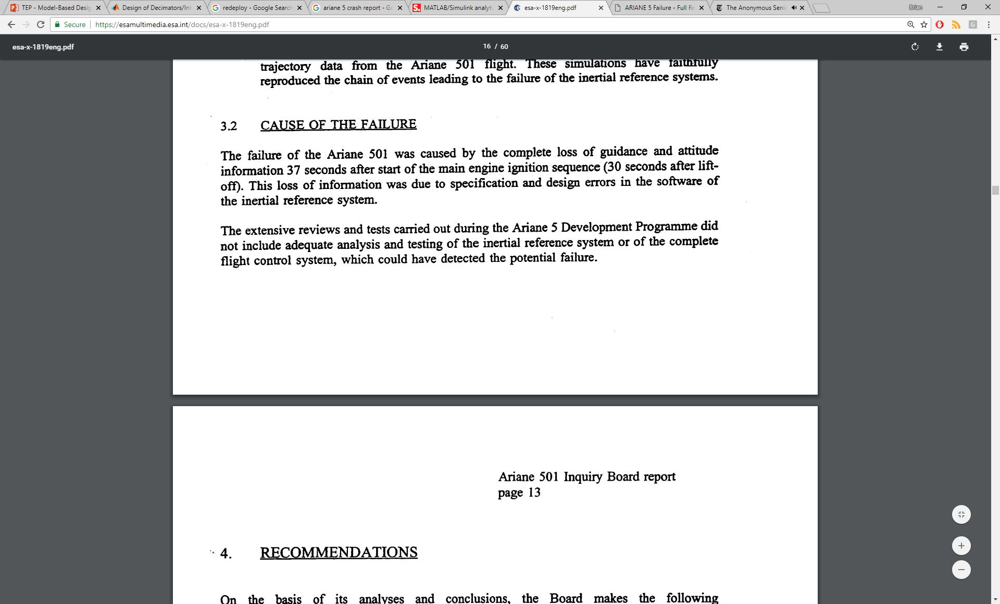 TEP - Model-Based Desig
Design of Decimators/Int
redeploy - Google Search
ariane 5 crash report - Go
MATLAB/Simulink analyti
esa-x-1819eng.pdf
ARIANE 5 Failure - Full Re
The Anonymous Senio
Brian
Secure
https://esamultimedia.esa.int/docs/esa-x-1819eng.pdf
esa-x-1819eng.pdf
16 / 60
trajectory data from the Ariane 501 flight. These simulations have faithfully
reproduced the chain of events leading to the failure of the inertial reference systems.
3.2 CAUSE OF THE FAILURE
The failure of the Ariane 501 was caused by the complete loss of guidance and attitude
information 37 seconds after start of the main engine ignition sequence (30 seconds after lift-
off). This loss of information was due to specification and design errors in the software of
the inertial reference system.
The extensive reviews and tests carried out during the Ariane 5 Development Programme did
not include adequate analysis and testing of the inertial reference system or of the complete
flight control system, which could have detected the potential failure.
Ariane 501 Inquiry Board report
page 13
4. RECOMMENDATIONS
On the basis of its analyses and conclusions, the Board makes the following